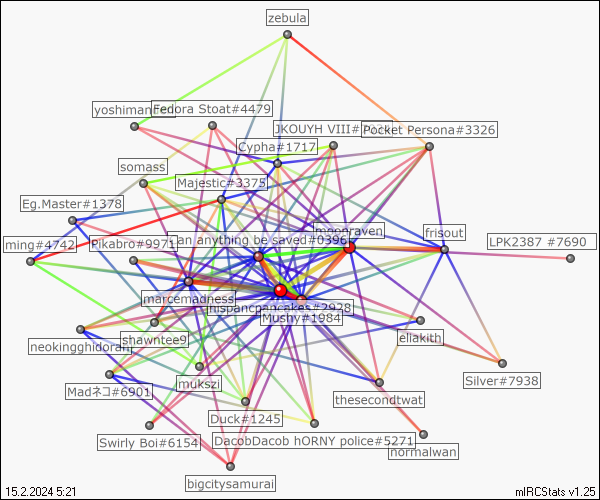 zebula
yoshiman
Fedora Stoat#4479
JKOUYH VIII#
Pocket Persona#3326
Cypha#1717
somass
Majestic#3375
Eg.Master#1378
moonraven
frisout
ming#4742
Pikabro#9971
an anything be saved#0396
LPK2387 #7690
marcemadness
hispancpancakes#2928
Mushy#1984
neokingghidorah
shawntee9
eliakith
mukszi
Silver#7938
Madネコ#6901
thesecondtwat
Duck#1245
Swirly Boi#6154
DacobDacob hORNY police#5271
normalwan
bigcitysamurai
15.2.2024 5:21
mIRCStats v1.25